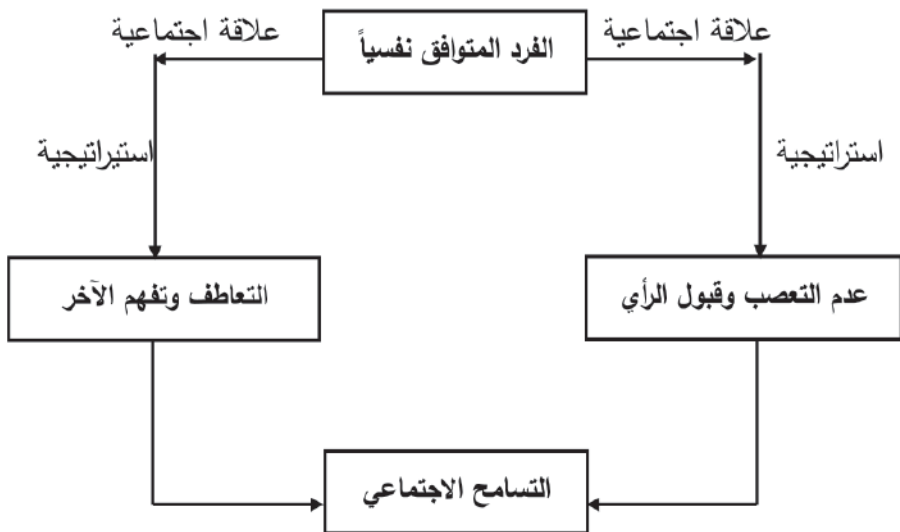 علاقة اجتماعية
الفرد المتوافق نفسياً
علاقة اجتماعية
استراتيجية
استيراتيجية
عدم التعصب وقبول الرأي
التعاطف وتفهم الآخر
التسامح الاجتماعي